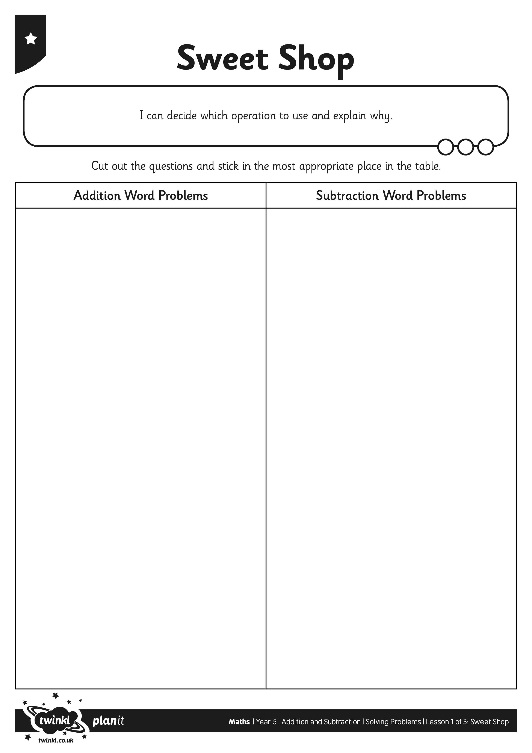 Sweet Shop
I can decide which operation to use and explain why.
Cut out the questions and stick in the most appropriate place in the table.
Addition Word Problems
Subtraction Word Problems
twinkl
planit
twinkl.co.uk
Maths | Year 5 | Addition and Subtraction | Solving Problems | Lesson 1 of 3: Sweet Shop